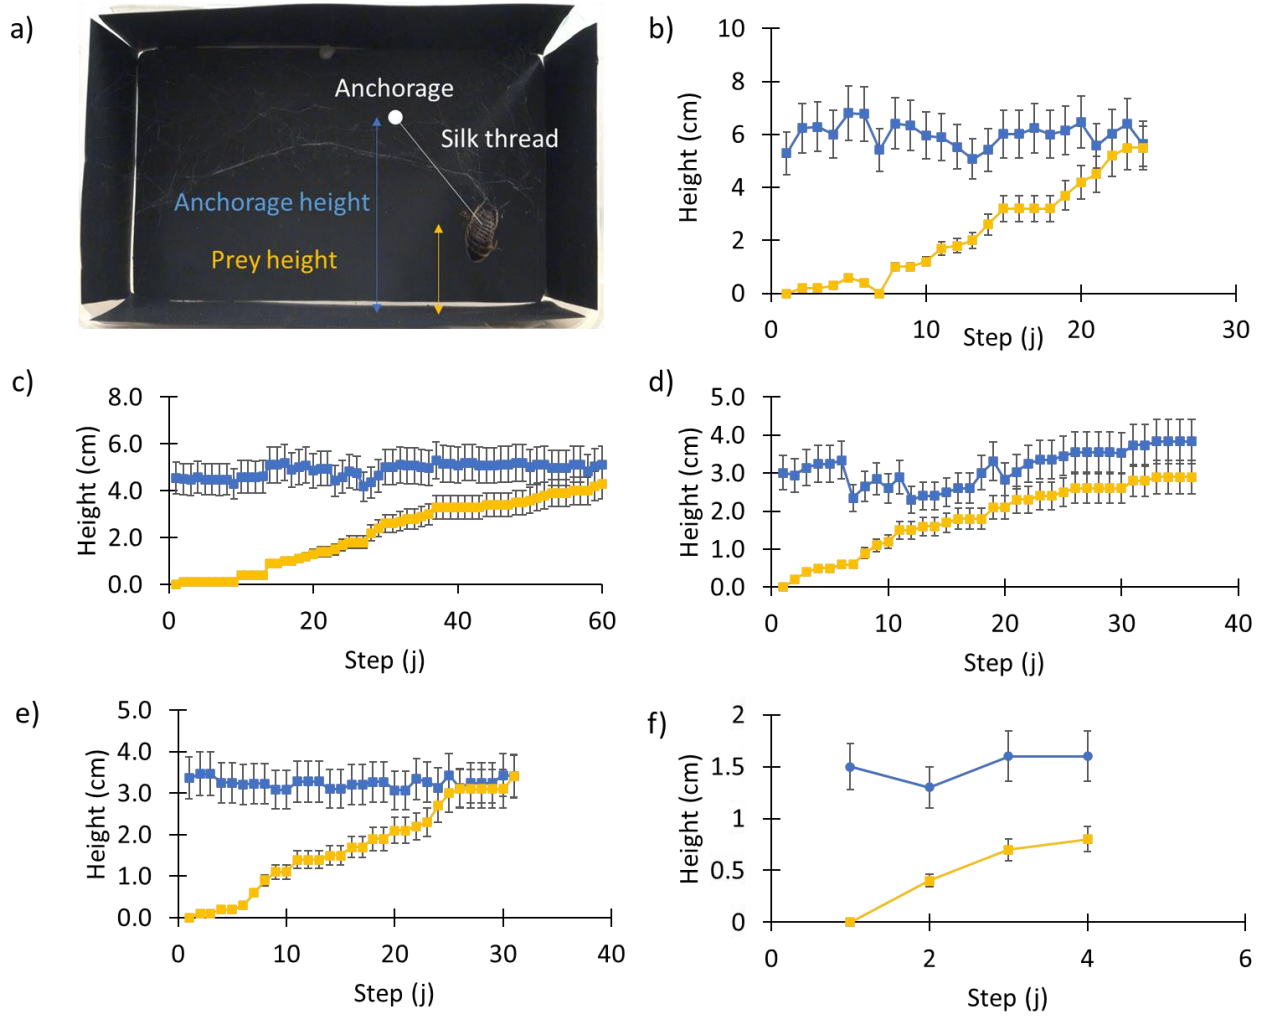 a)
Anchorage
Silk thread
Anchorage height
Prey height
b)
Height (cm)
10
8
6
4
2
0
0 10 20 30
Step (j)
c)
Height (cm)
8.0
6.0
4.0
2.0
0.0
0 20 40 60
Step (j)
d)
Height (cm)
5.0
4.0
3.0
2.0
1.0
0.0
0 10 20 30 40
Step (j)
e)
Height (cm)
5.0
4.0
3.0
2.0
1.0
0.0
0 10 20 30 40
Step (j)
f)
Height (cm)
2
1.5
1
0.5
0
0 2 4 6
Step (j)